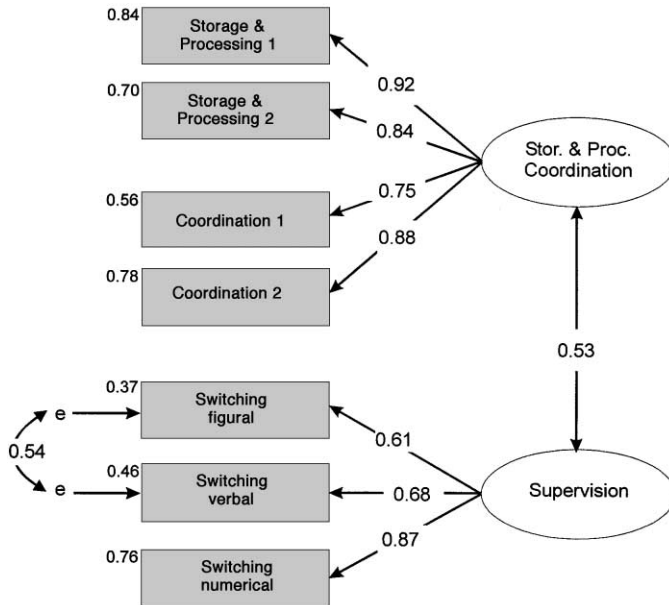 0.84
Storage &
Processing 1
0.92
0.70
Storage &
Processing 2
0.84
Stor. & Proc.
Coordination
0.56
Coordination 1
0.75
0.88
0.78
Coordination 2
0.53
0.37
Switching
figural
e
0.61
0.54
0.46
Switching
verbal
e
0.68
Supervision
0.87
0.76
Switching
numerical